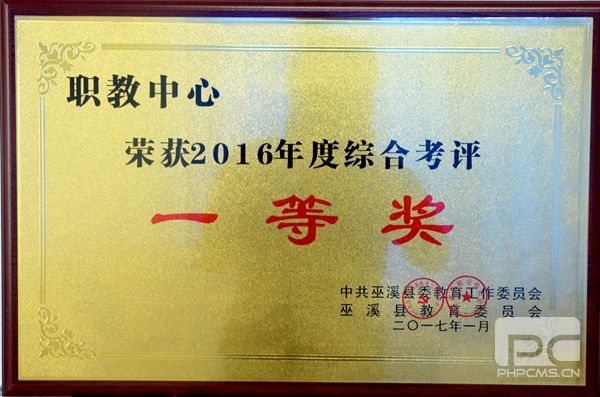 职教中心
荣获2016年度综合考评
一等奖
中共巫溪县委教育工作委员会
巫溪县教育委员会
二〇一七年一月
PC
PHPCMS.CN